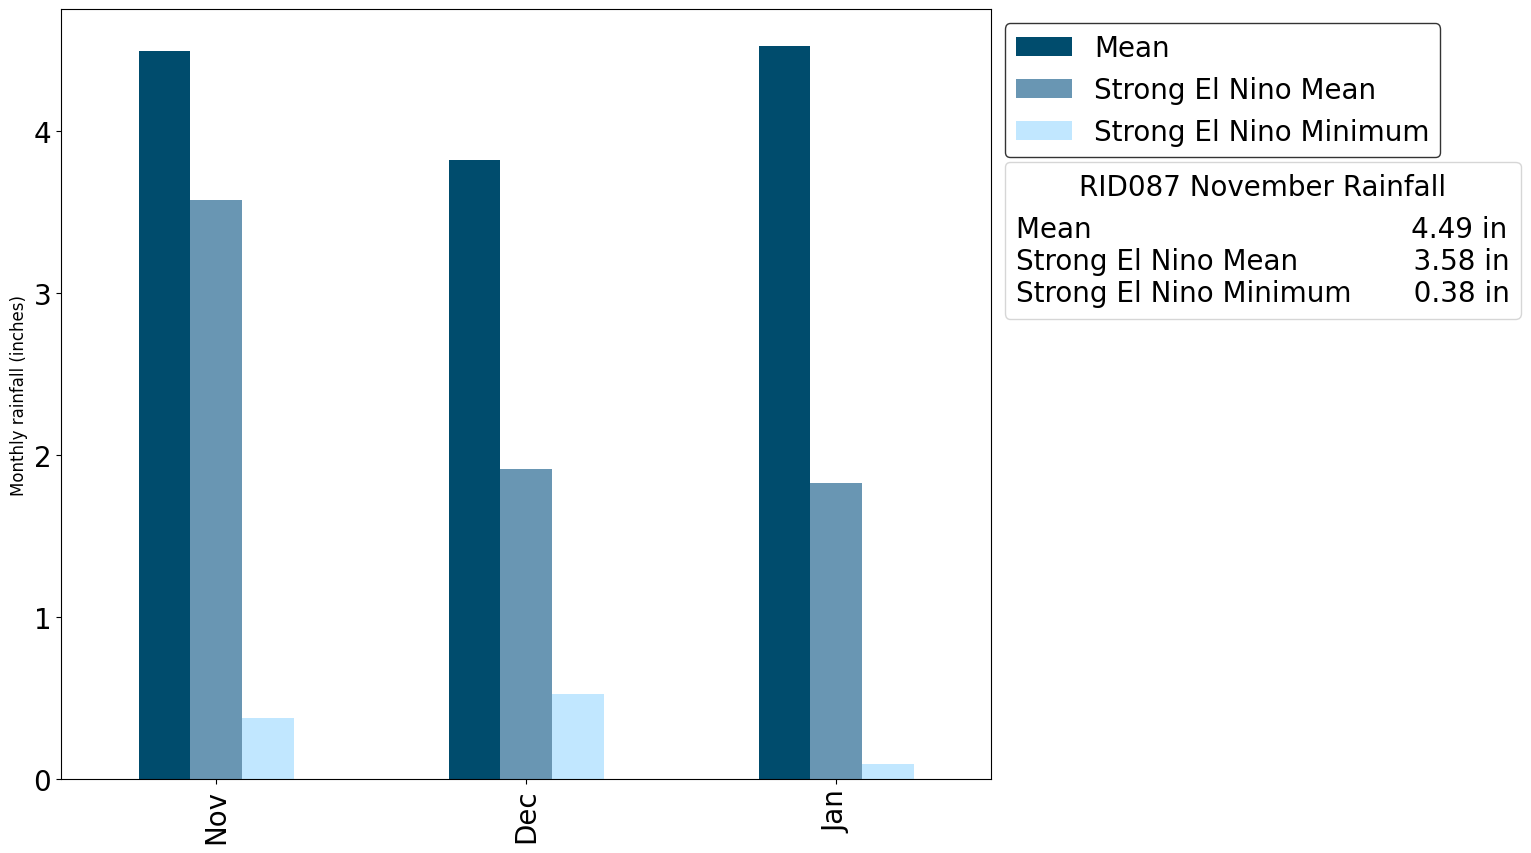 Monthly rainfall (inches)
4
3
2
1
0
Nov
Dec
Jan
Mean
Strong El Nino Mean
Strong El Nino Minimum
RID087 November Rainfall
Mean 4.49 in
Strong El Nino Mean 3.58 in
Strong El Nino Minimum 0.38 in